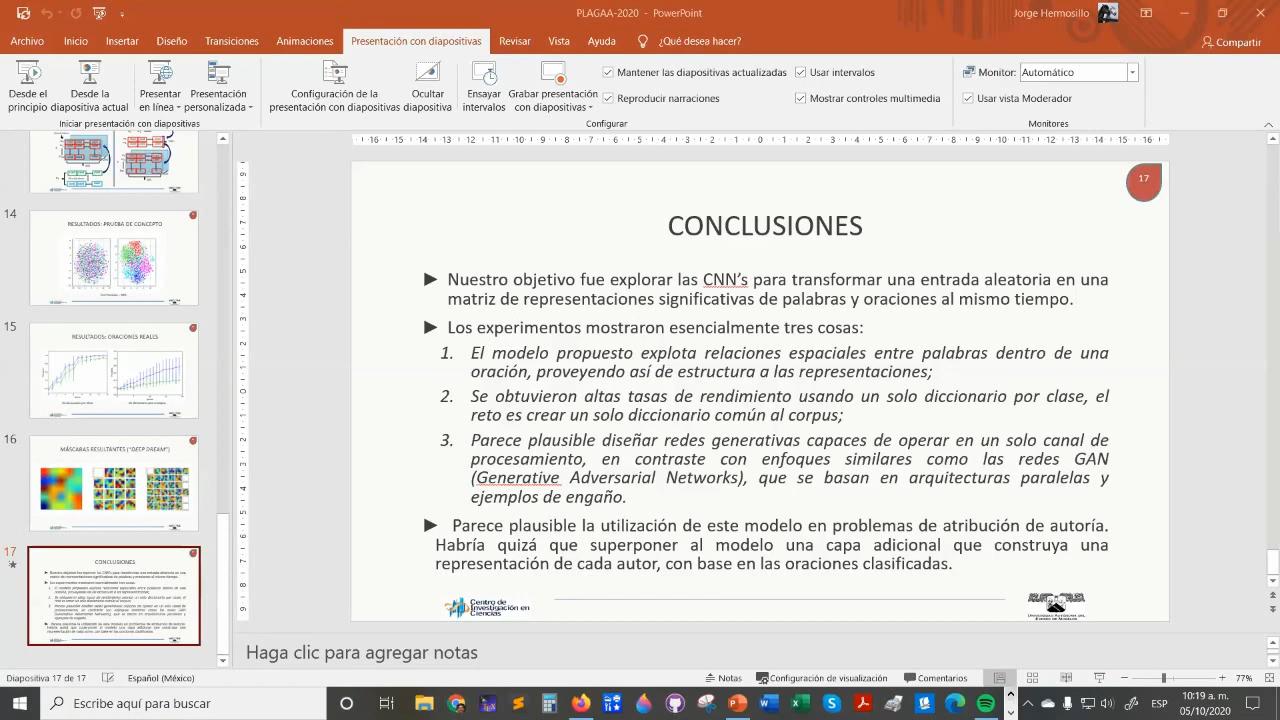 PLAGAA-2020 - PowerPoint
Jorge Hermosillo
Archivo Inicio Insertar Diseño Transiciones Animaciones Presentación con diapositivas Revisar Vista Ayuda ¿Qué desea hacer? Compartir
Desde el principio
Desde la diapositiva actual
Presentar en línea
Presentación personalizada
Iniciar presentación con diapositivas
Configuración de la presentación con diapositivas
Ocultar diapositiva
Ensayar intervalos
Grabar presentación con diapositivas
Mantener las diapositivas actualizadas
Reproducir narraciones
Usar intervalos
Mostrar controles multimedia
Configurar
Monitor: Automático
Usar vista Moderador
Monitores
14
RESULTADOS: PRUEBA DE CONCEPTO
15
RESULTADOS: ORACIONES REALES
16
MÁSCARAS RESULTANTES ("DEEP DREAM")
17
CONCLUSIONES
17
CONCLUSIONES
► Nuestro objetivo fue explorar las CNN's para transformar una entrada aleatoria en una
matriz de representaciones significativas de palabras y oraciones al mismo tiempo.
► Los experimentos mostraron esencialmente tres cosas:
1. El modelo propuesto explota relaciones espaciales entre palabras dentro de una
oración, proveyendo así de estructura a las representaciones;
2. Se obtuvieron altas tasas de rendimiento usando un solo diccionario por clase, el
reto es crear un solo diccionario común al corpus;
3. Parece plausible diseñar redes generativas capaces de operar en un solo canal de
procesamiento, en contraste con enfoques similares como las redes GAN
(Generative Adversarial Networks), que se basan en arquitecturas paralelas y
ejemplos de engaño.
► Parece plausible la utilización de este modelo en problemas de atribución de autoría.
Habría quizá que superponer al modelo una capa adicional que construya una
representación de cada autor, con base en las oraciones clasificadas.
Centro de
Investigación en
Ciencias
Universidad Autónoma del
Estado de Morelos
Haga clic para agregar notas
Diapositiva 17 de 17 Español (México) Notas Configuración de visualización Comentarios 77%
Escribe aquí para buscar
10:19 a. m.
05/10/2020